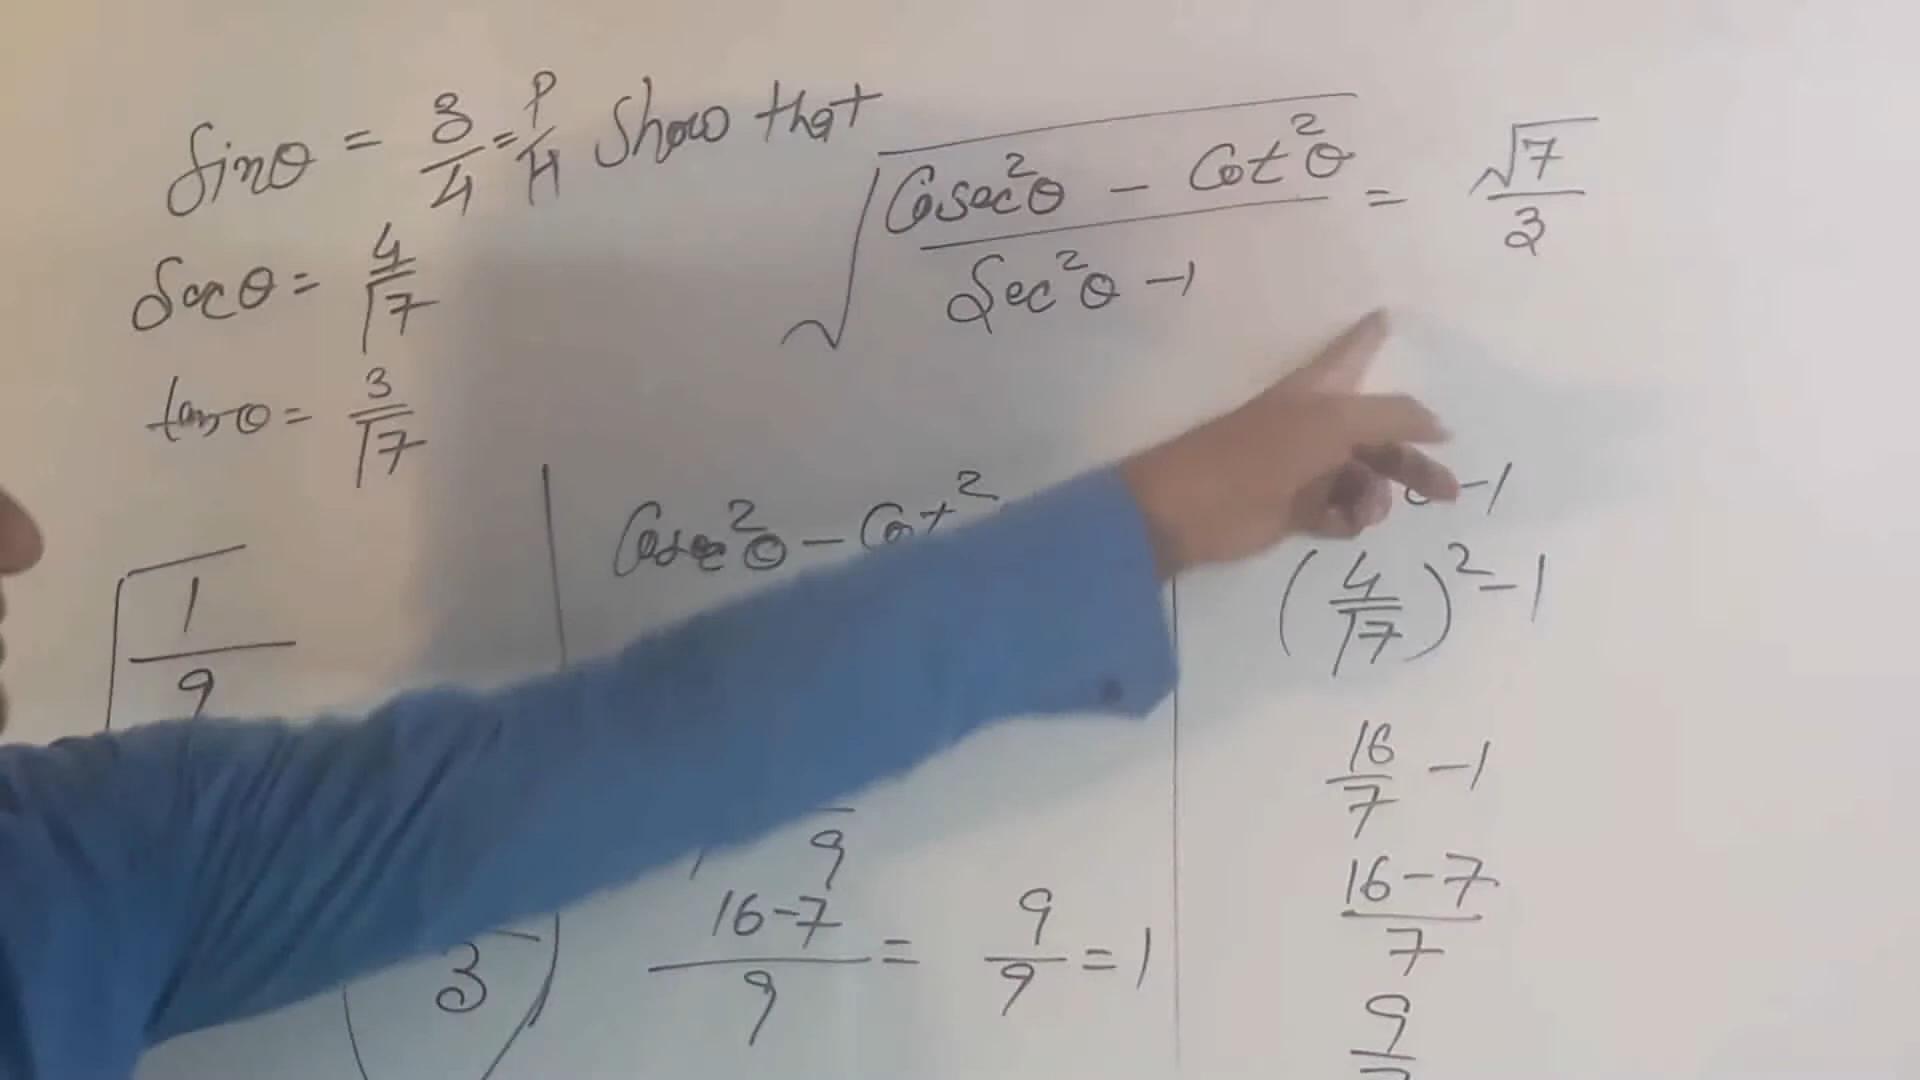 Sinθ = 3/4 = P/H Show that √((Cosec²θ − Cot²θ)/(Sec²θ − 1)) = √7/3
Secθ = 4/√7
tanθ = 3/√7
√(1/9
3
Cosec²θ − Cot²
9
(16−7)/9 = 9/9 = 1
−1
(4/√7)² − 1
16/7 − 1
(16−7)/7
9/7